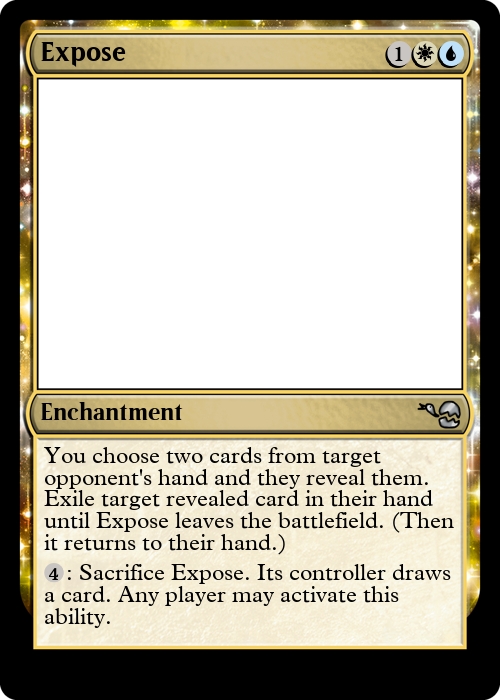 Expose 1
Enchantment
You choose two cards from target
opponent's hand and they reveal them.
Exile target revealed card in their hand
until Expose leaves the battlefield. (Then
it returns to their hand.)
4: Sacrifice Expose. Its controller draws
a card. Any player may activate this
ability.